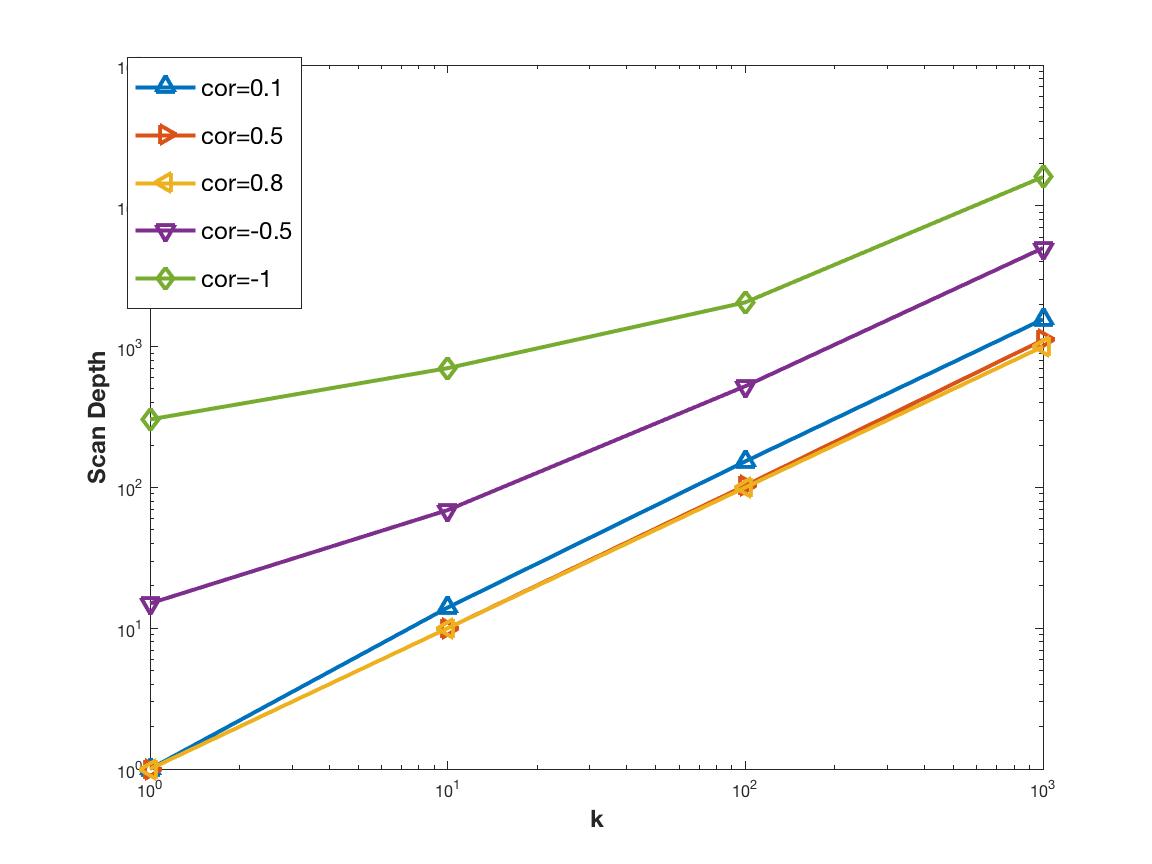 cor=0.1
cor=0.5
cor=0.8
cor=-0.5
cor=-1
10³
10²
10¹
10⁰
Scan Depth
10⁰ 10¹ 10² 10³
k